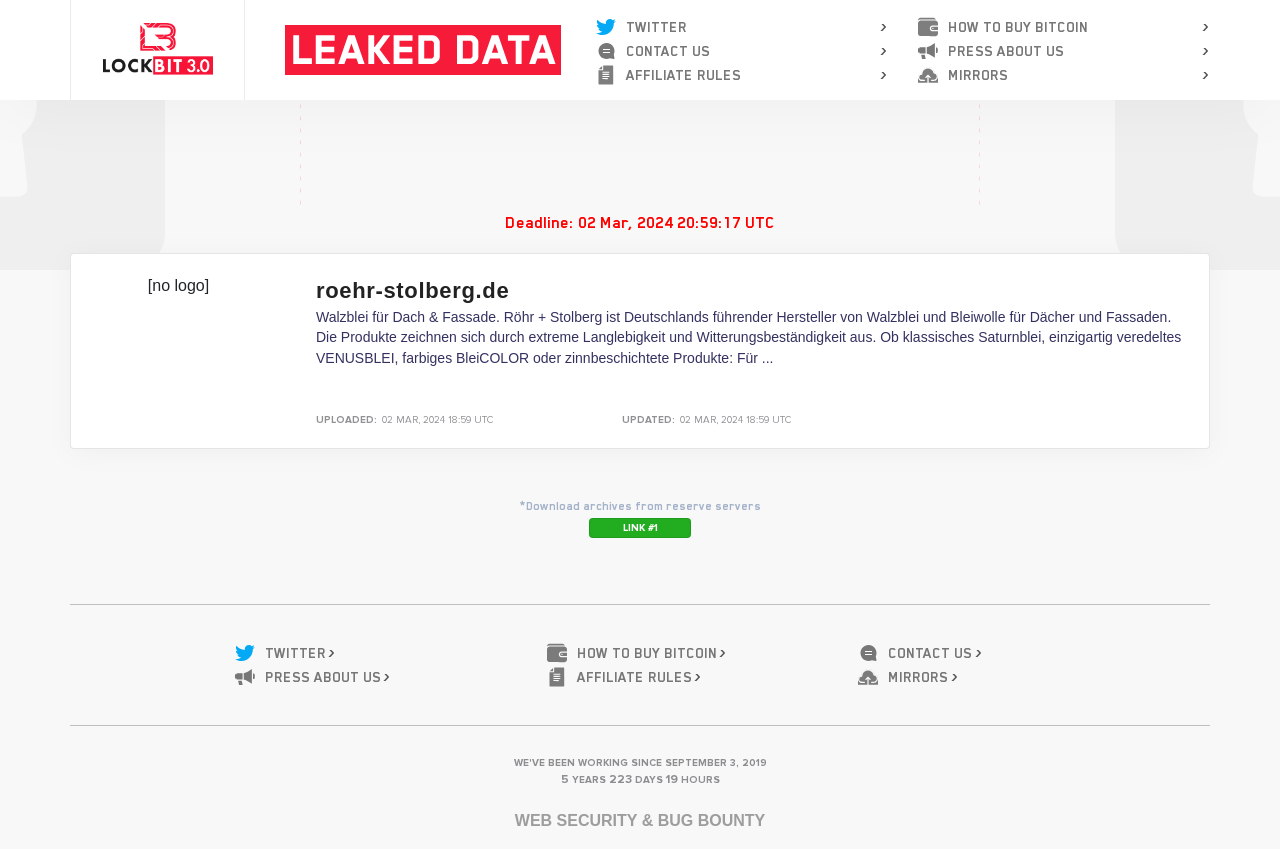 LOCKBIT 3.0
LEAKED DATA
TWITTER
CONTACT US
AFFILIATE RULES
HOW TO BUY BITCOIN
PRESS ABOUT US
MIRRORS
Deadline: 02 Mar, 2024 20:59:17 UTC
[no logo]
roehr-stolberg.de
Walzblei für Dach & Fassade. Röhr + Stolberg ist Deutschlands führender Hersteller von Walzblei und Bleiwolle für Dächer und Fassaden.
Die Produkte zeichnen sich durch extreme Langlebigkeit und Witterungsbeständigkeit aus. Ob klassisches Saturnblei, einzigartig veredeltes
VENUSBLEI, farbiges BleiCOLOR oder zinnbeschichtete Produkte: Für ...
UPLOADED: 02 MAR, 2024 18:59 UTC
UPDATED: 02 MAR, 2024 18:59 UTC
*Download archives from reserve servers
LINK #1
TWITTER
PRESS ABOUT US
HOW TO BUY BITCOIN
AFFILIATE RULES
CONTACT US
MIRRORS
WE'VE BEEN WORKING SINCE SEPTEMBER 3, 2019
5 YEARS 223 DAYS 19 HOURS
WEB SECURITY & BUG BOUNTY